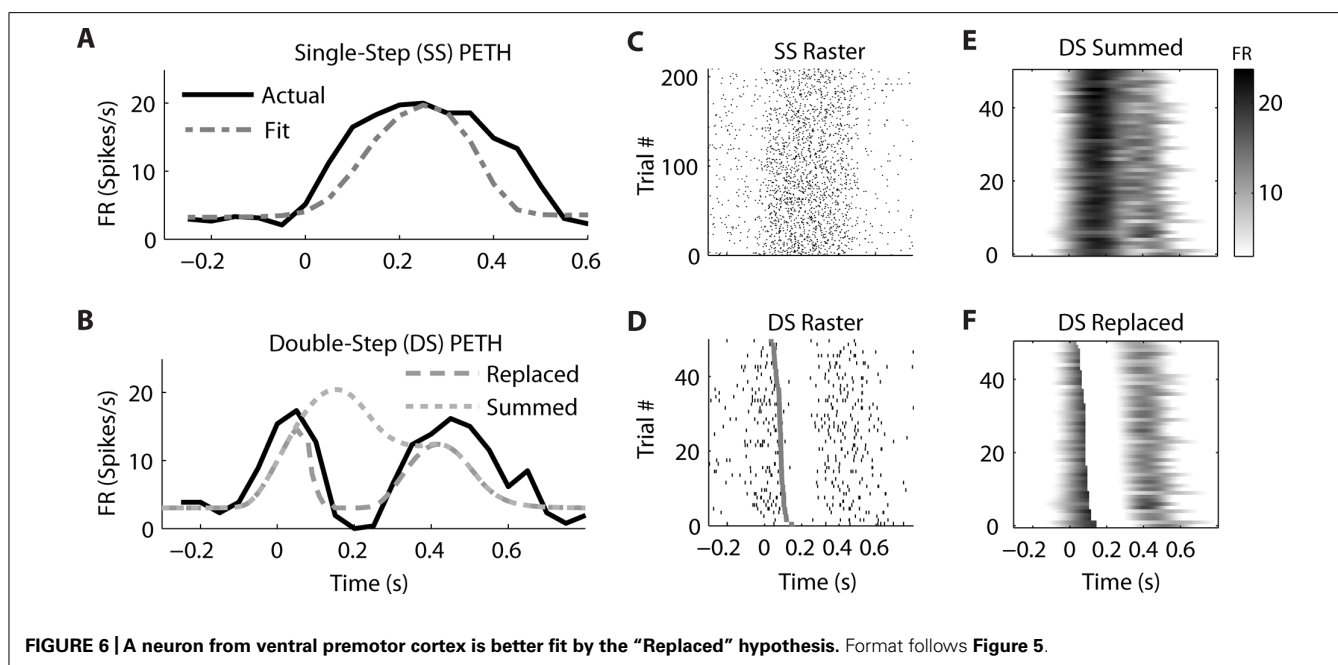 A
Single-Step (SS) PETH
FR (Spikes/s)
20
10
0
Actual
Fit
−0.2 0 0.2 0.4 0.6
B
Double-Step (DS) PETH
FR (Spikes/s)
20
10
0
Replaced
Summed
−0.2 0 0.2 0.4 0.6
Time (s)
C
SS Raster
Trial #
200
100
0
D
DS Raster
Trial #
40
20
0
−0.2 0 0.2 0.4 0.6
Time (s)
E
DS Summed
40
20
0
FR
20
10
F
DS Replaced
40
20
0
−0.2 0 0.2 0.4 0.6
Time (s)
FIGURE 6 | A neuron from ventral premotor cortex is better fit by the “Replaced” hypothesis. Format follows Figure 5.